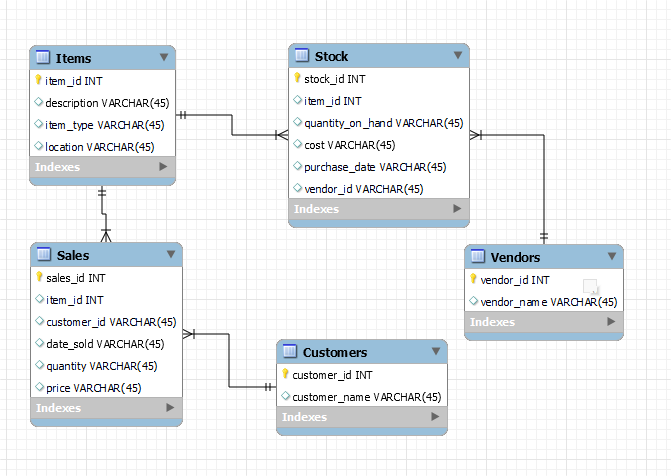 Items
item_id INT
description VARCHAR(45)
item_type VARCHAR(45)
location VARCHAR(45)
Indexes
Stock
stock_id INT
item_id INT
quantity_on_hand VARCHAR(45)
cost VARCHAR(45)
purchase_date VARCHAR(45)
vendor_id VARCHAR(45)
Indexes
Sales
sales_id INT
item_id INT
customer_id VARCHAR(45)
date_sold VARCHAR(45)
quantity VARCHAR(45)
price VARCHAR(45)
Indexes
Vendors
vendor_id INT
vendor_name VARCHAR(45)
Indexes
Customers
customer_id INT
customer_name VARCHAR(45)
Indexes